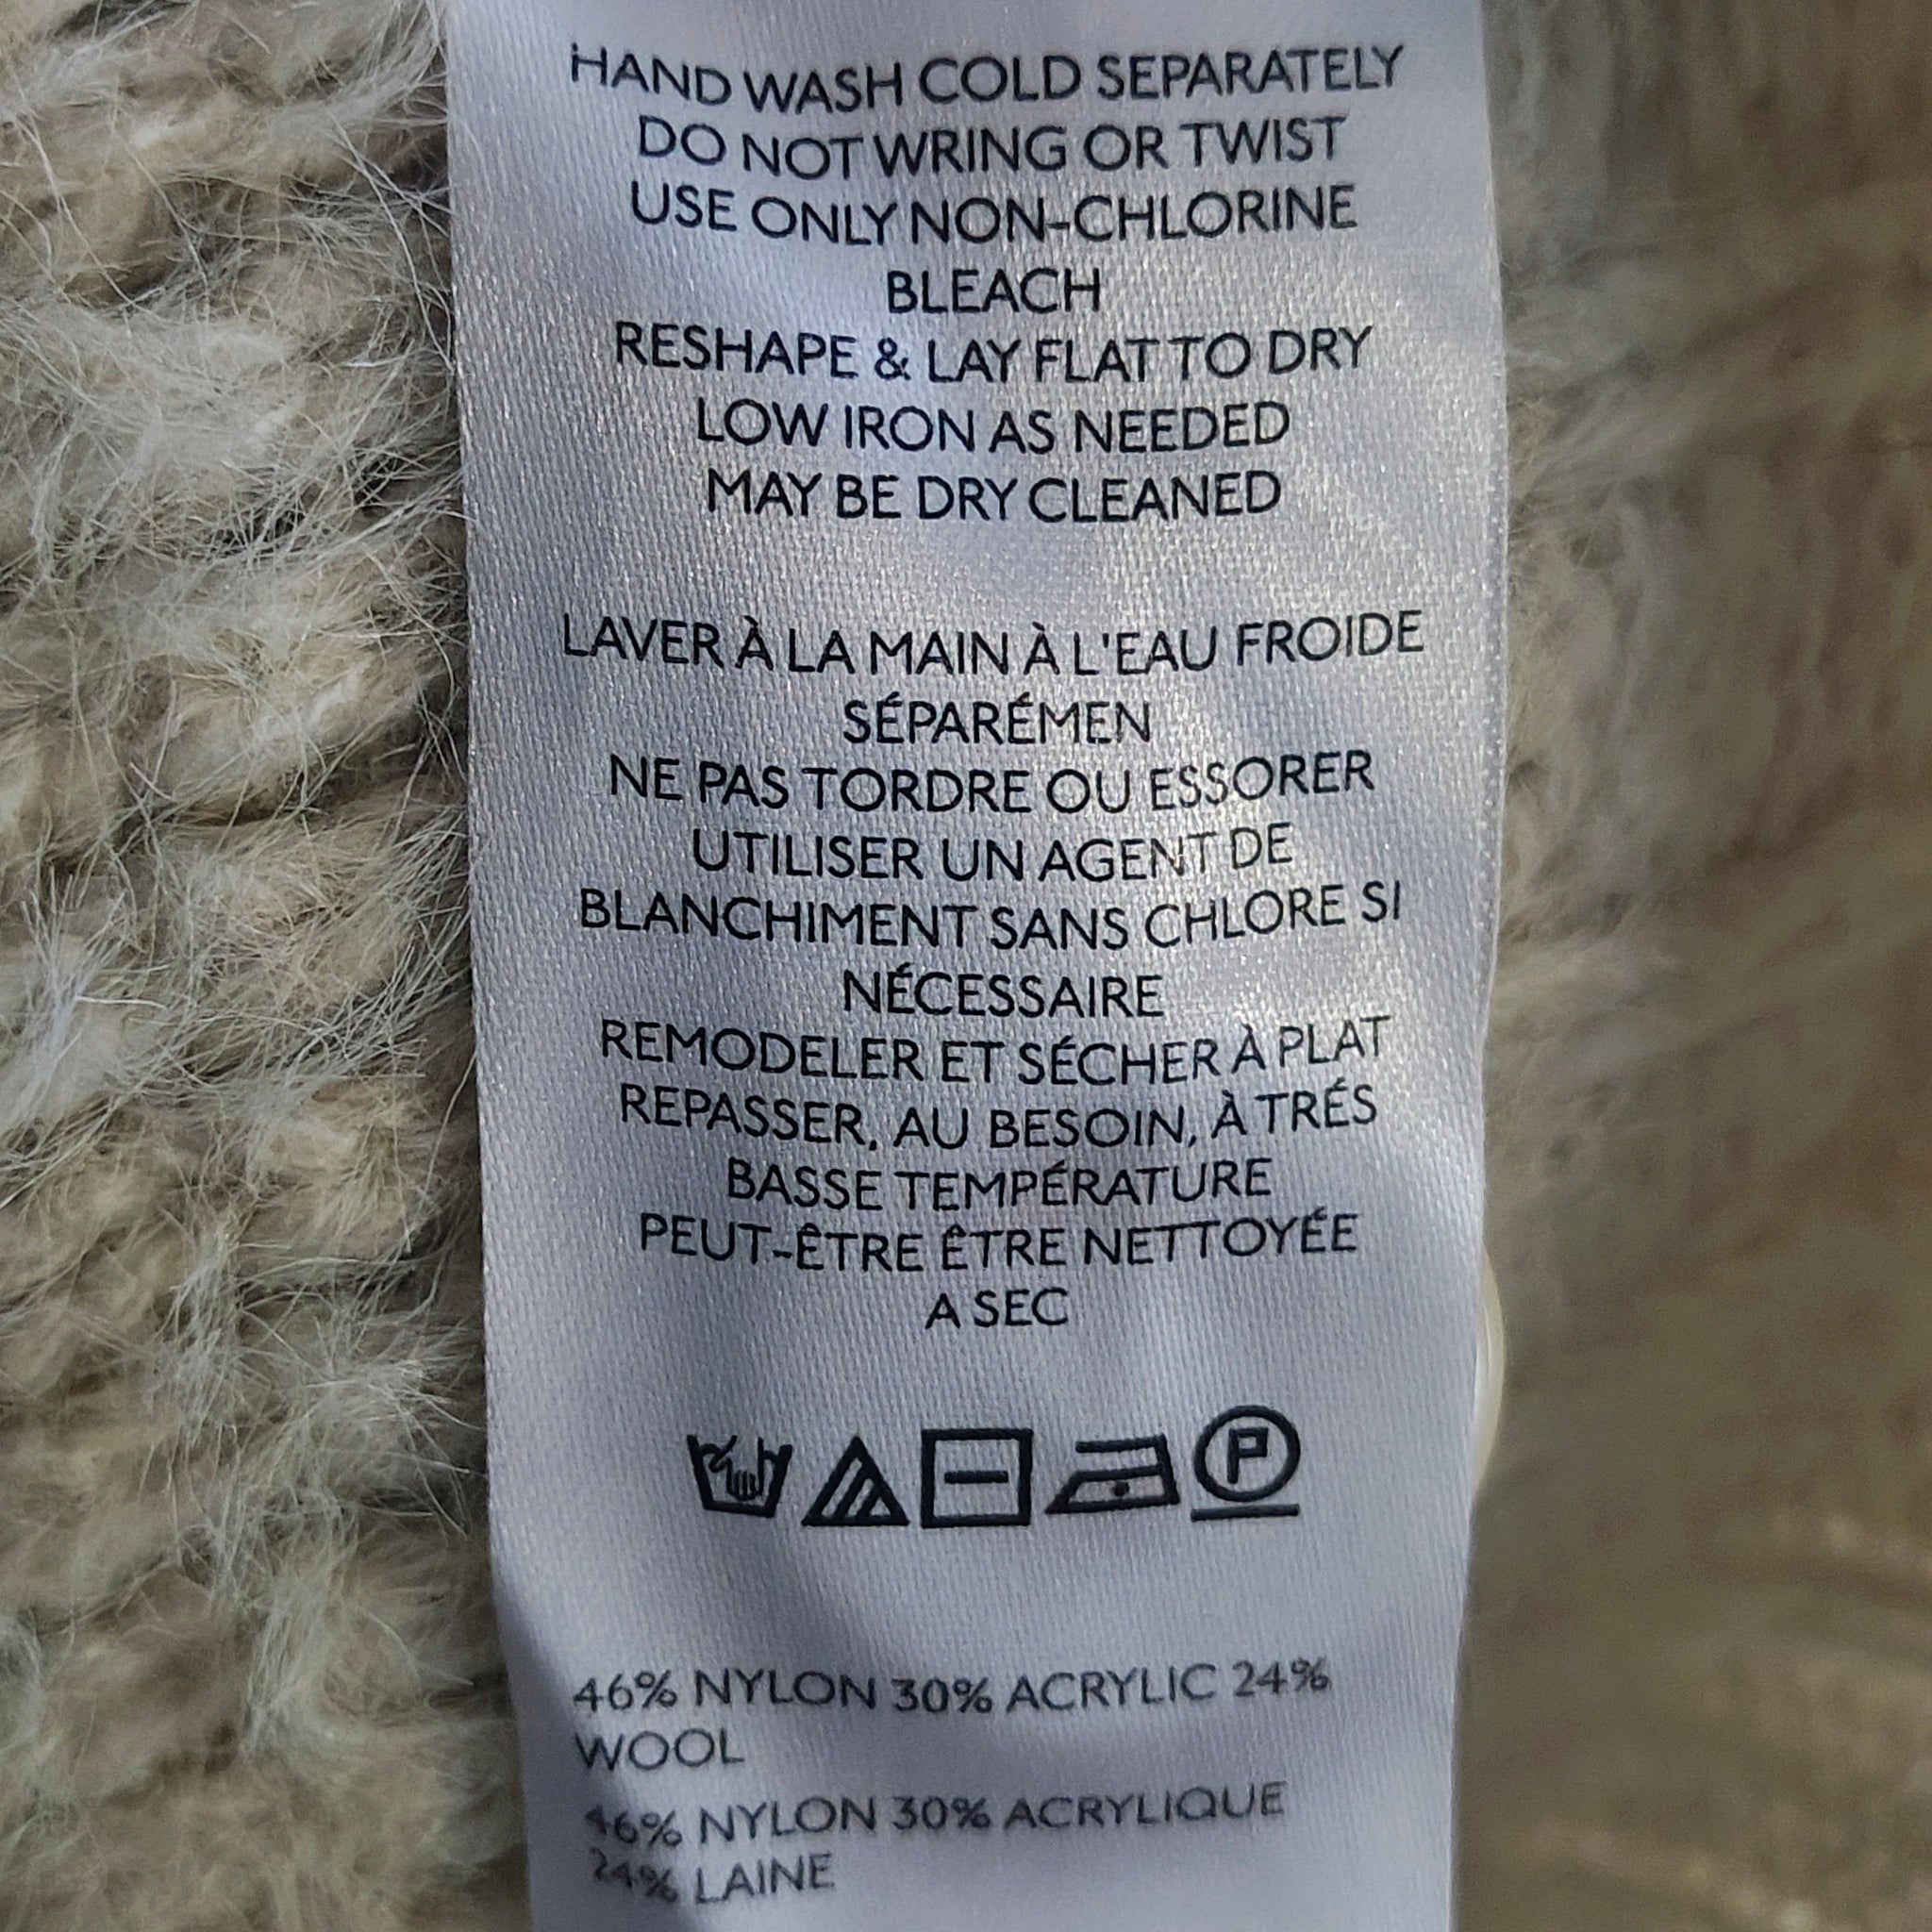 HAND WASH COLD SEPARATELY
DO NOT WRING OR TWIST
USE ONLY NON-CHLORINE
BLEACH
RESHAPE & LAY FLAT TO DRY
LOW IRON AS NEEDED
MAY BE DRY CLEANED
LAVER À LA MAIN À L'EAU FROIDE
SÉPARÉMEN
NE PAS TORDRE OU ESSORER
UTILISER UN AGENT DE
BLANCHIMENT SANS CHLORE SI
NÉCESSAIRE
REMODELER ET SÉCHER À PLAT
REPASSER, AU BESOIN, À TRÉS
BASSE TEMPÉRATURE
PEUT-ÊTRE ÊTRE NETTOYÉE
A SEC
P
46% NYLON 30% ACRYLIC 24%
WOOL
46% NYLON 30% ACRYLIQUE
24% LAINE